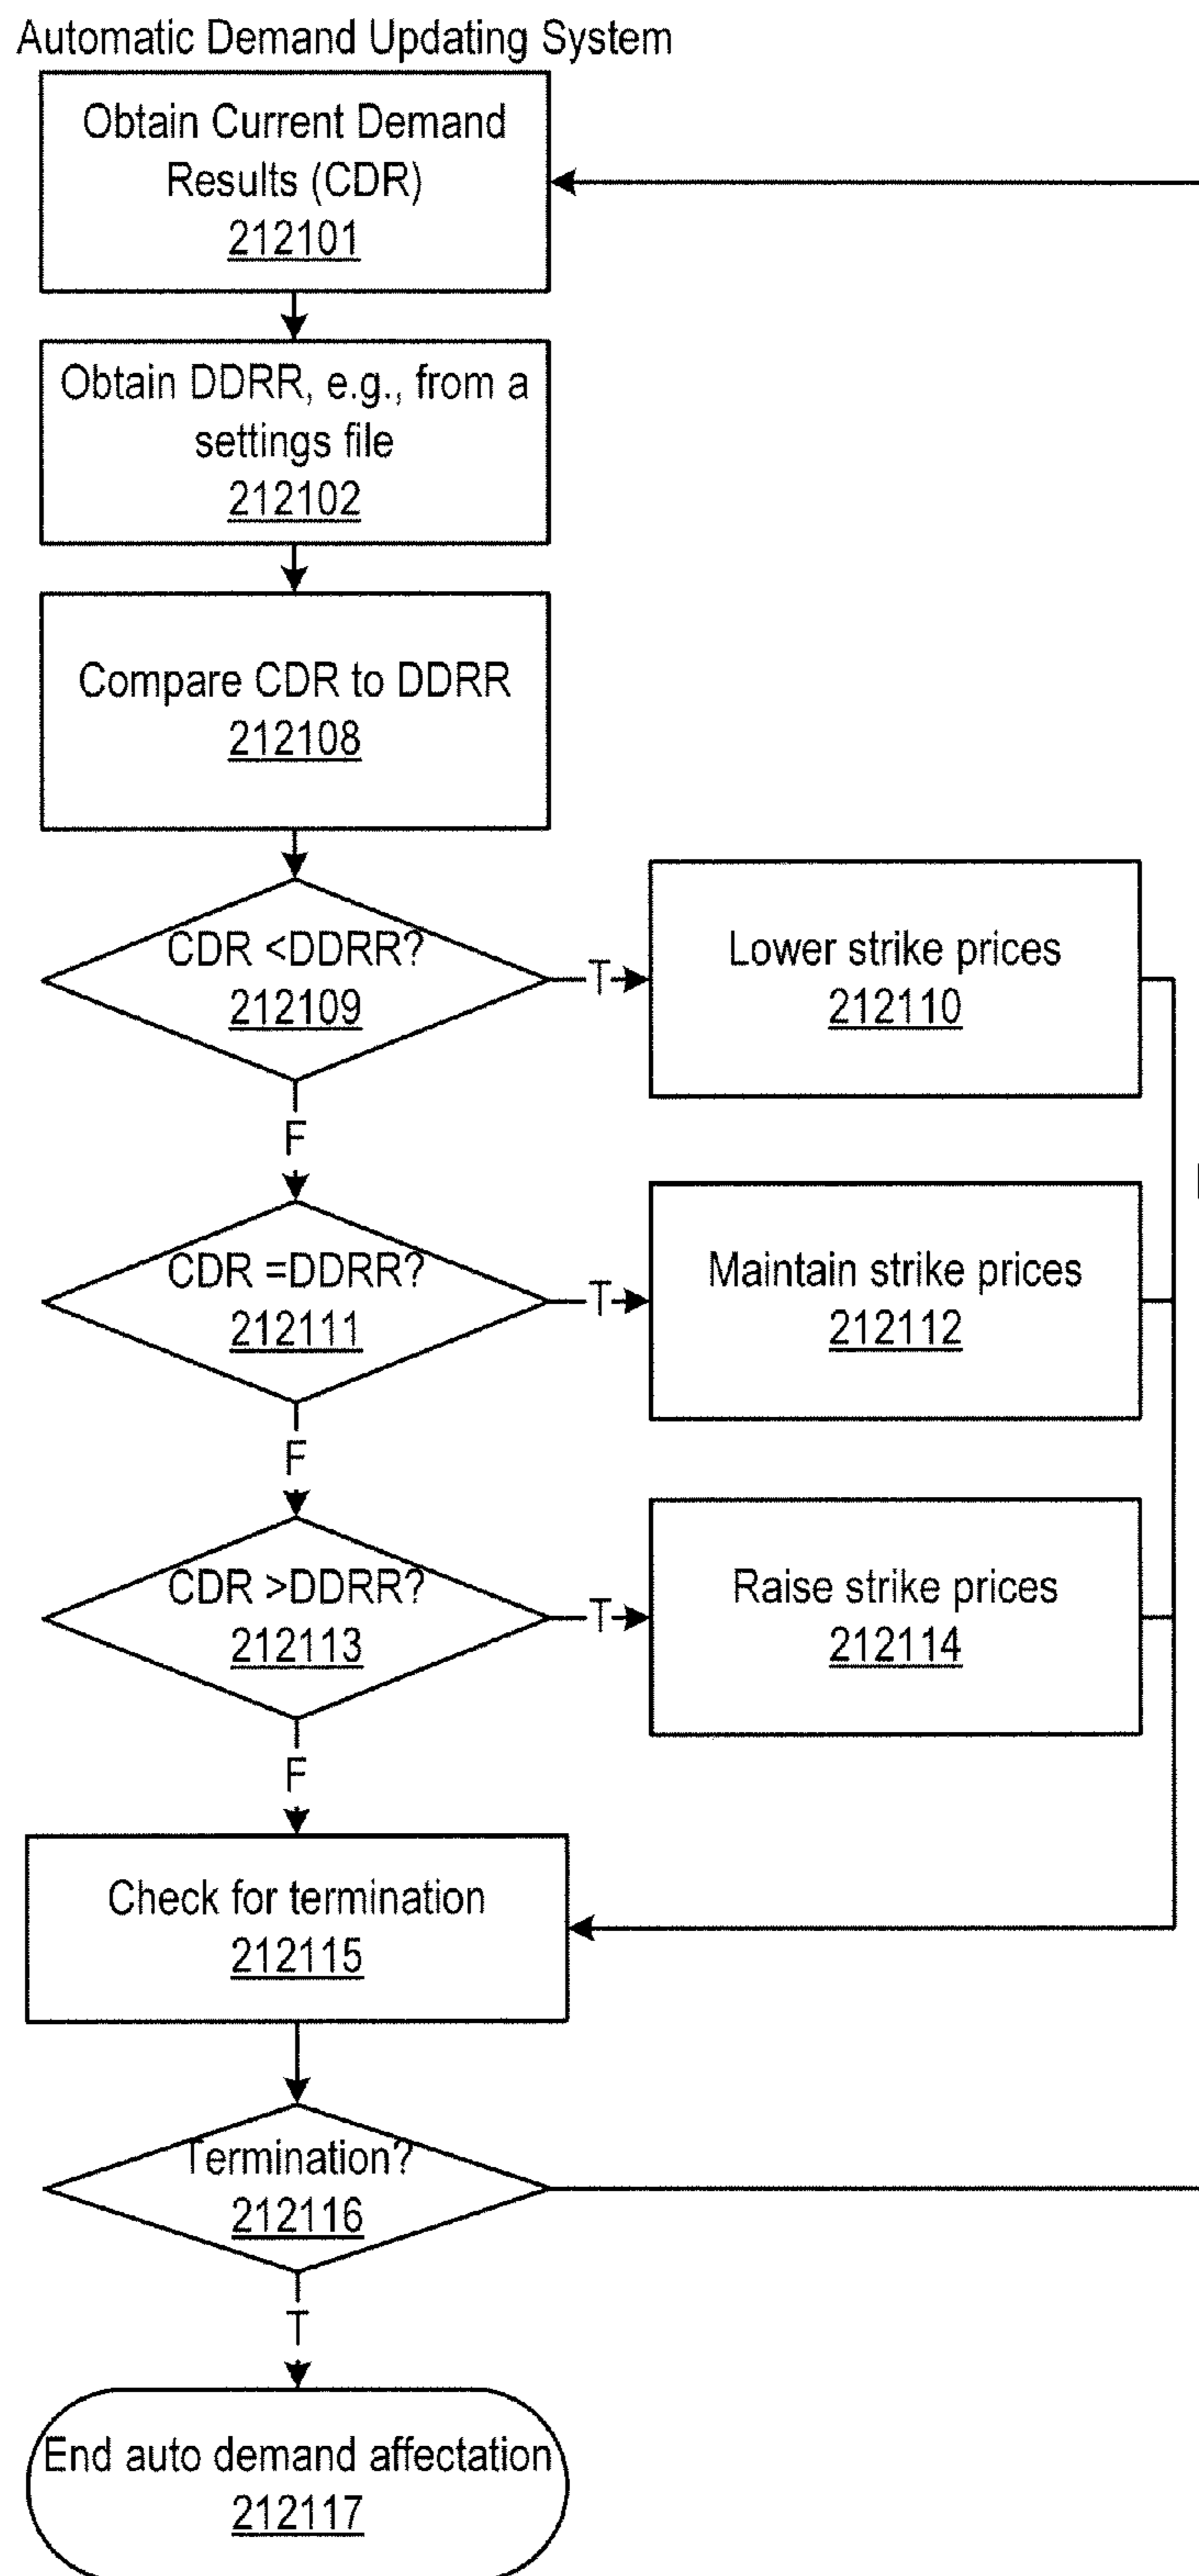 Automatic Demand Updating System
Obtain Current Demand
Results (CDR)
212101
Obtain DDRR, e.g., from a
settings file
212102
Compare CDR to DDRR
212108
CDR <DDRR?
212109
T
Lower strike prices
212110
F
CDR =DDRR?
212111
T
Maintain strike prices
212112
F
CDR >DDRR?
212113
T
Raise strike prices
212114
F
Check for termination
212115
Termination?
212116
T
End auto demand affectation
212117